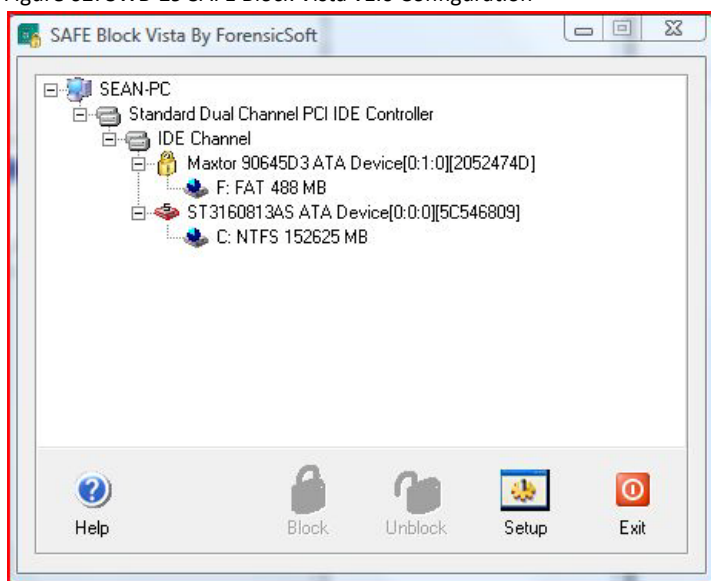 SAFE Block Vista By ForensicSoft
SEAN-PC
Standard Dual Channel PCI IDE Controller
IDE Channel
Maxtor 90645D3 ATA Device[0:1:0][2052474D]
F: FAT 488 MB
ST3160813AS ATA Device[0:0:0][5C546809]
C: NTFS 152625 MB
Help
Block
Unblock
Setup
Exit